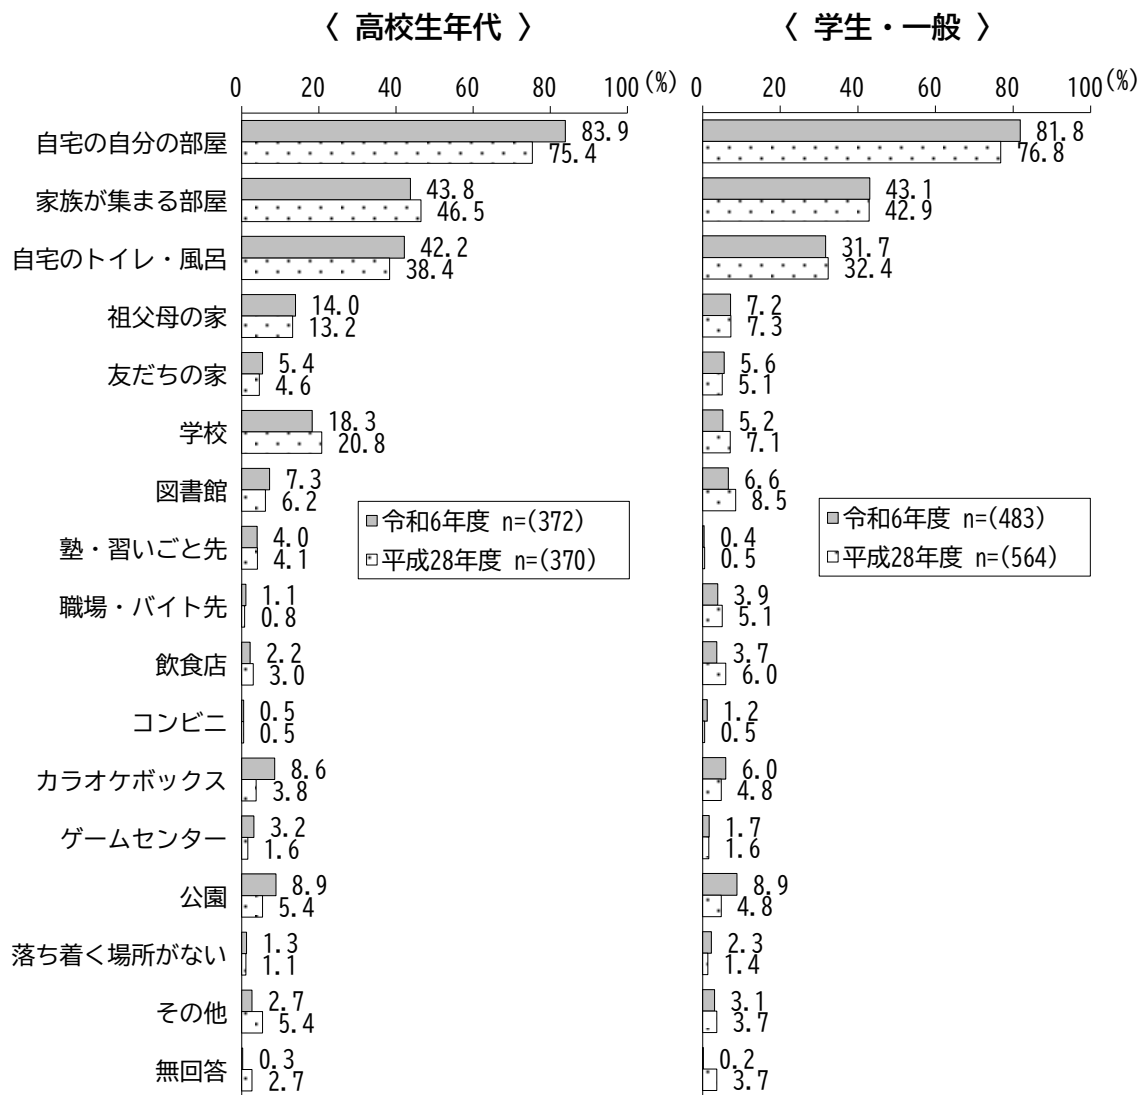 〈 高校生年代 〉
0 20 40 60 80 100(%)
自宅の自分の部屋 83.9 75.4
家族が集まる部屋 43.8 46.5
自宅のトイレ・風呂 42.2 38.4
祖父母の家 14.0 13.2
友だちの家 5.4 4.6
学校 18.3 20.8
図書館 7.3 6.2
塾・習いごと先 4.0 4.1
職場・バイト先 1.1 0.8
飲食店 2.2 3.0
コンビニ 0.5 0.5
カラオケボックス 8.6 3.8
ゲームセンター 3.2 1.6
公園 8.9 5.4
落ち着く場所がない 1.3 1.1
その他 2.7 5.4
無回答 0.3 2.7
令和6年度 n=(372)
平成28年度 n=(370)
〈 学生・一般 〉
0 20 40 60 80 100(%)
81.8
76.8
43.1
42.9
31.7
32.4
7.2
7.3
5.6
5.1
5.2
7.1
6.6
8.5
0.4
0.5
3.9
5.1
3.7
6.0
1.2
0.5
6.0
4.8
1.7
1.6
8.9
4.8
2.3
1.4
3.1
3.7
0.2
3.7
令和6年度 n=(483)
平成28年度 n=(564)